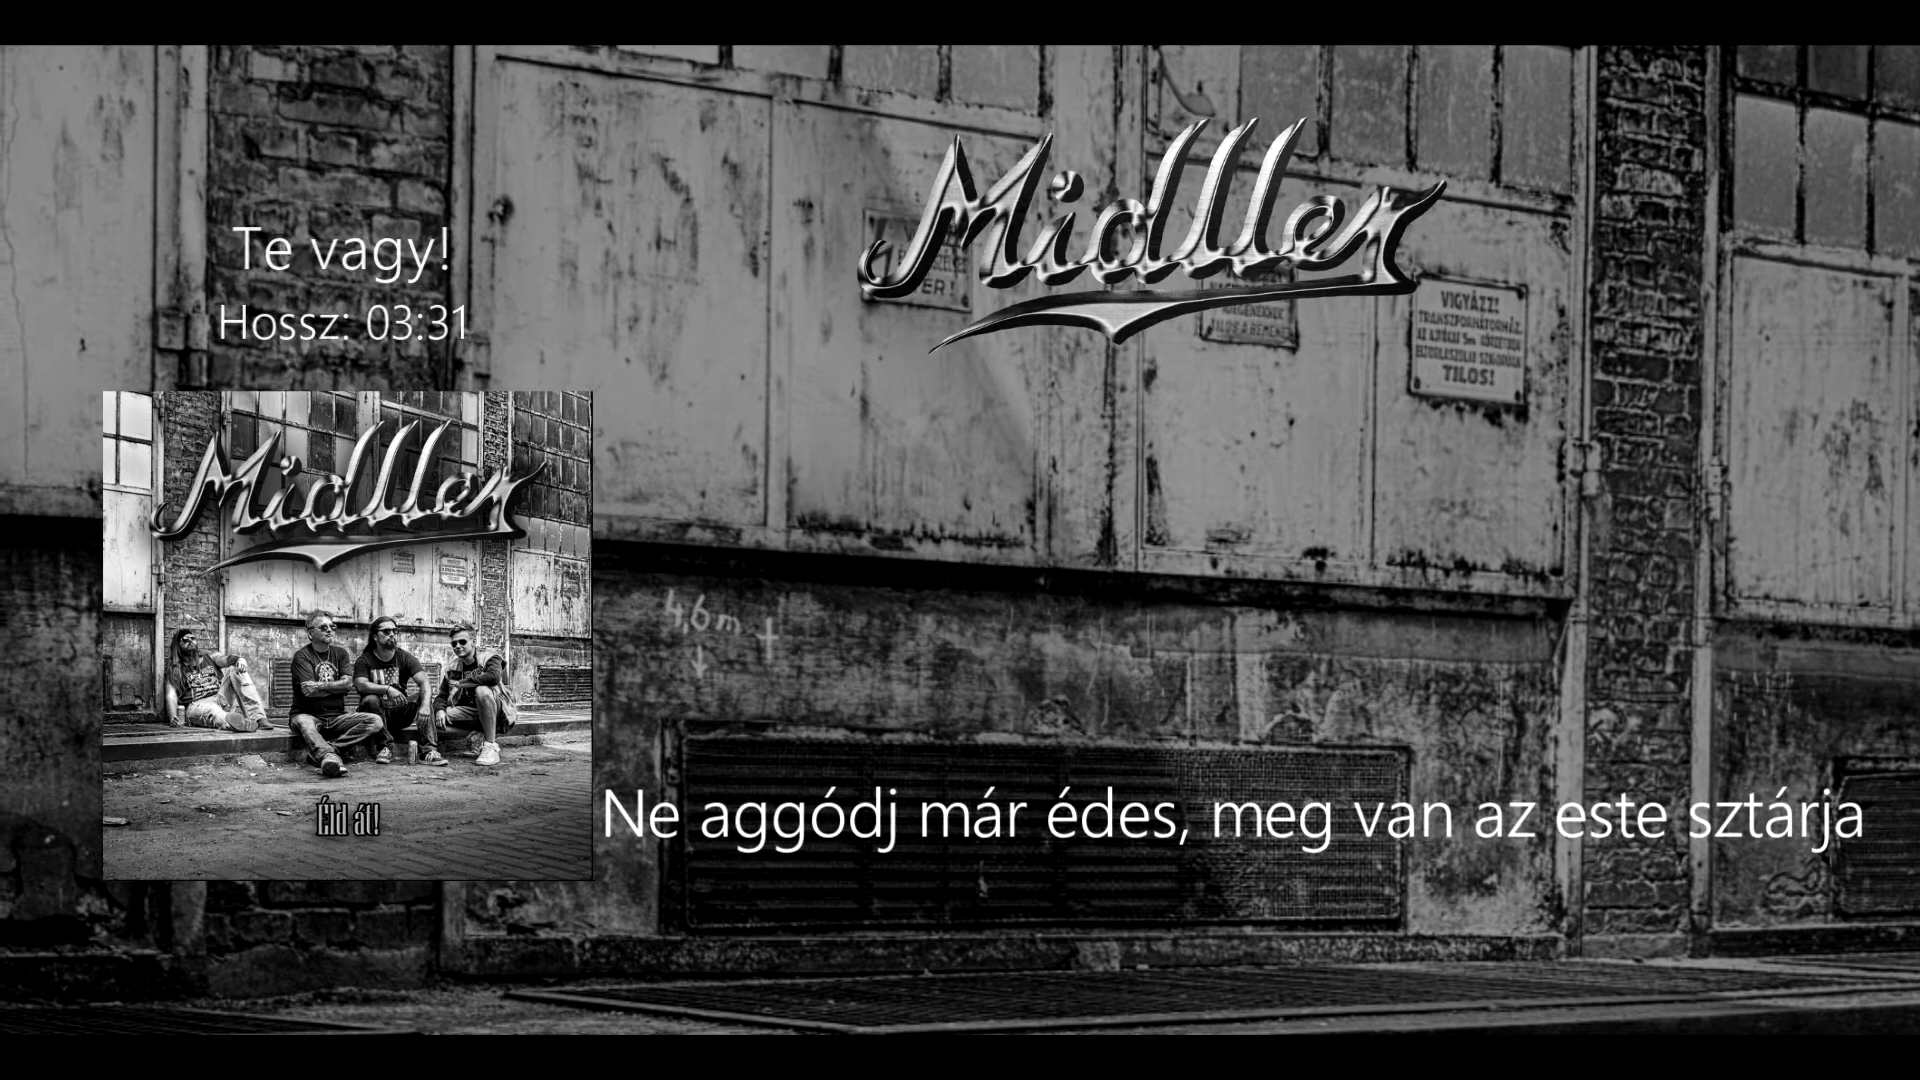 Midller
Te vagy!
Hossz: 03:31
VIGYÁZZ!
TILOS!
Midller
4,6 m
Éld át!
Ne aggódj már édes, meg van az este sztárja